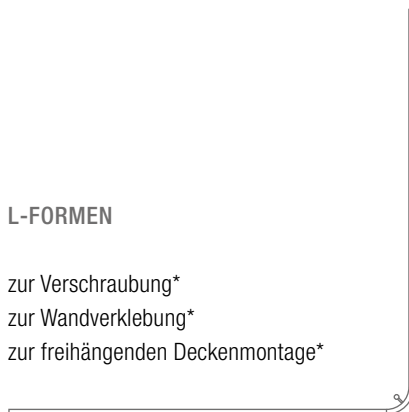 L-FORMEN
zur Verschraubung*
zur Wandverklebung*
zur freihängenden Deckenmontage*